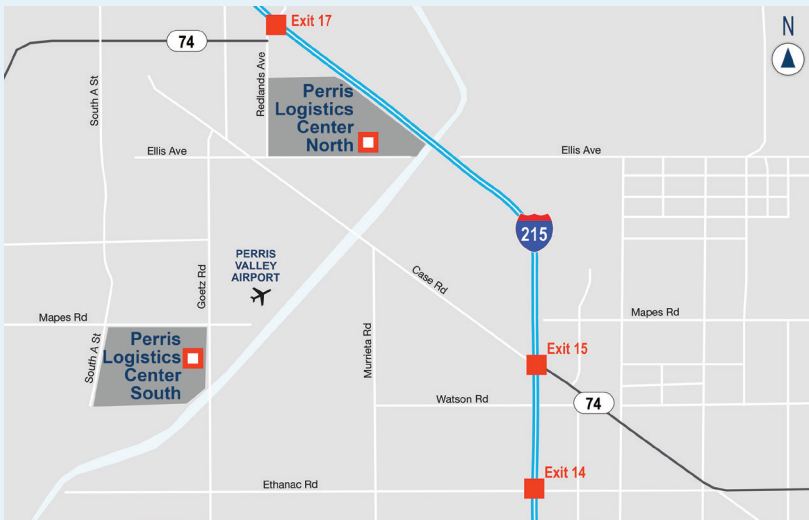 Exit 17
N
74
South A St
Redlands Ave
Perris
Logistics
Center
North
Ellis Ave
Ellis Ave
215
PERRIS
VALLEY
AIRPORT
Goetz Rd
Case Rd
Mapes Rd
Mapes Rd
Murrieta Rd
South A St
Perris
Logistics
Center
South
Exit 15
Watson Rd
74
Exit 14
Ethanac Rd